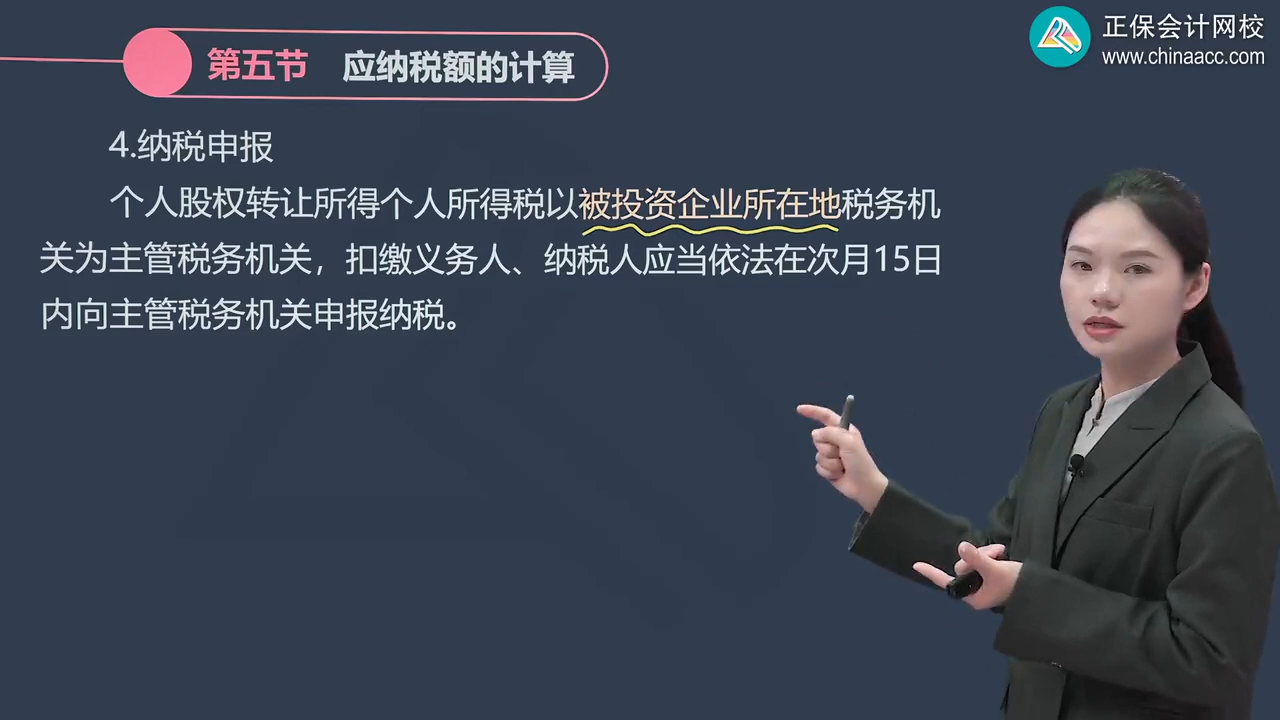 第五节 应纳税额的计算
正保会计网校
www.chinaacc.com
4.纳税申报
个人股权转让所得个人所得税以被投资企业所在地税务机
关为主管税务机关，扣缴义务人、纳税人应当依法在次月15日
内向主管税务机关申报纳税。